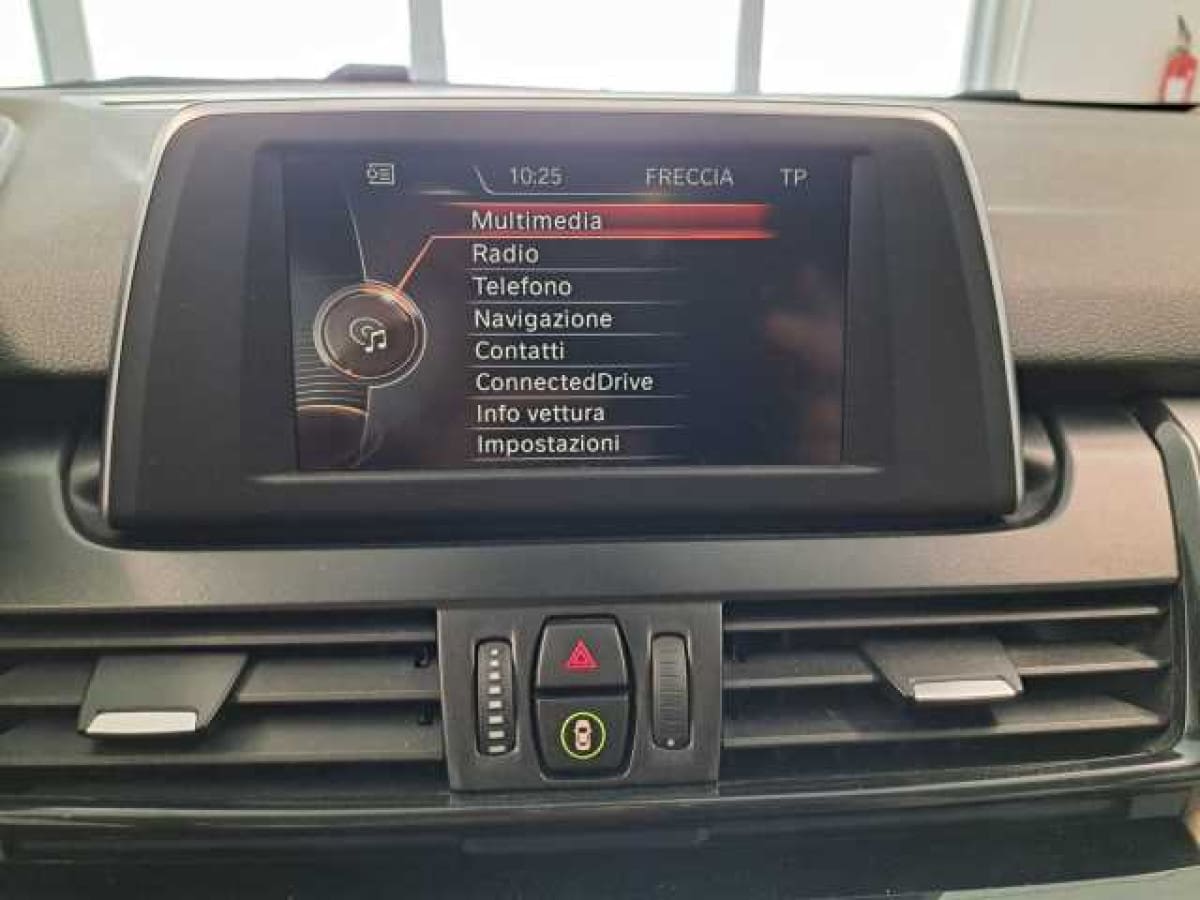 10:25 FRECCIA TP
Multimedia
Radio
Telefono
Navigazione
Contatti
ConnectedDrive
Info vettura
Impostazioni